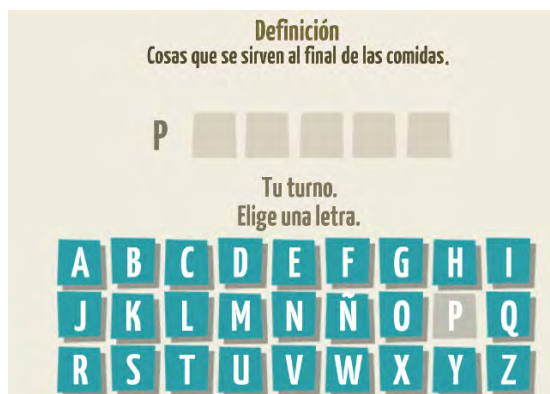 Definición
Cosas que se sirven al final de las comidas.
P
Tu turno.
Elige una letra.
A B C D E F G H I
J K L M N Ñ O P Q
R S T U V W X Y Z